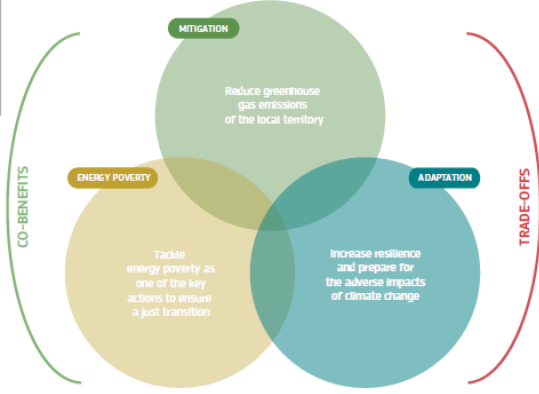 MITIGATION
Reduce greenhouse
gas emissions
of the local territory
CO-BENEFITS
ENERGY POVERTY
ADAPTATION
TRADE-OFFS
Tackle
energy poverty as
one of the key
actions to ensure
a just transition
Increase resilience
and prepare for
the adverse impacts
of climate change